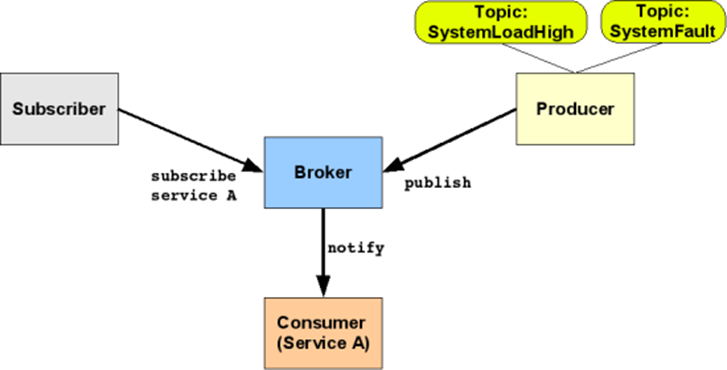 Topic:
SystemLoadHigh
Topic:
SystemFault
Subscriber
Producer
Broker
subscribe
service A
publish
notify
Consumer
(Service A)